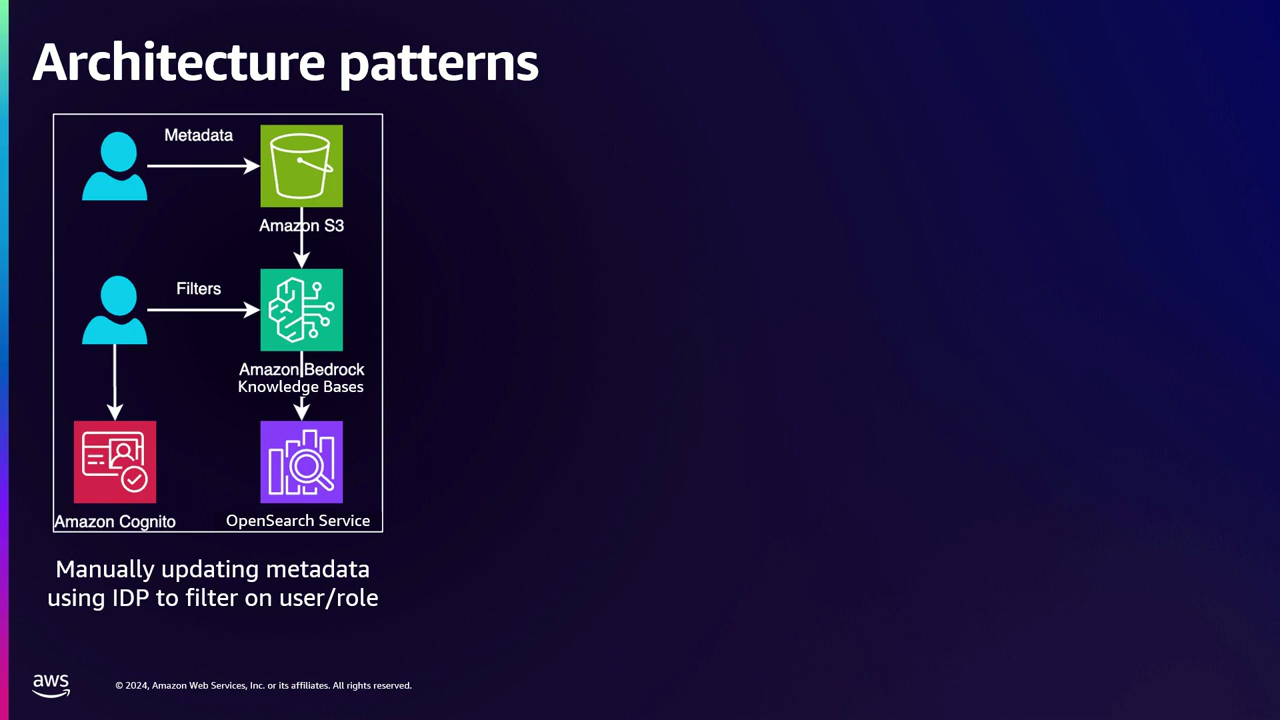 Architecture patterns
Metadata
Amazon S3
Filters
Amazon Bedrock
Knowledge Bases
Amazon Cognito
OpenSearch Service
Manually updating metadata
using IDP to filter on user/role
aws
© 2024, Amazon Web Services, Inc. or its affiliates. All rights reserved.